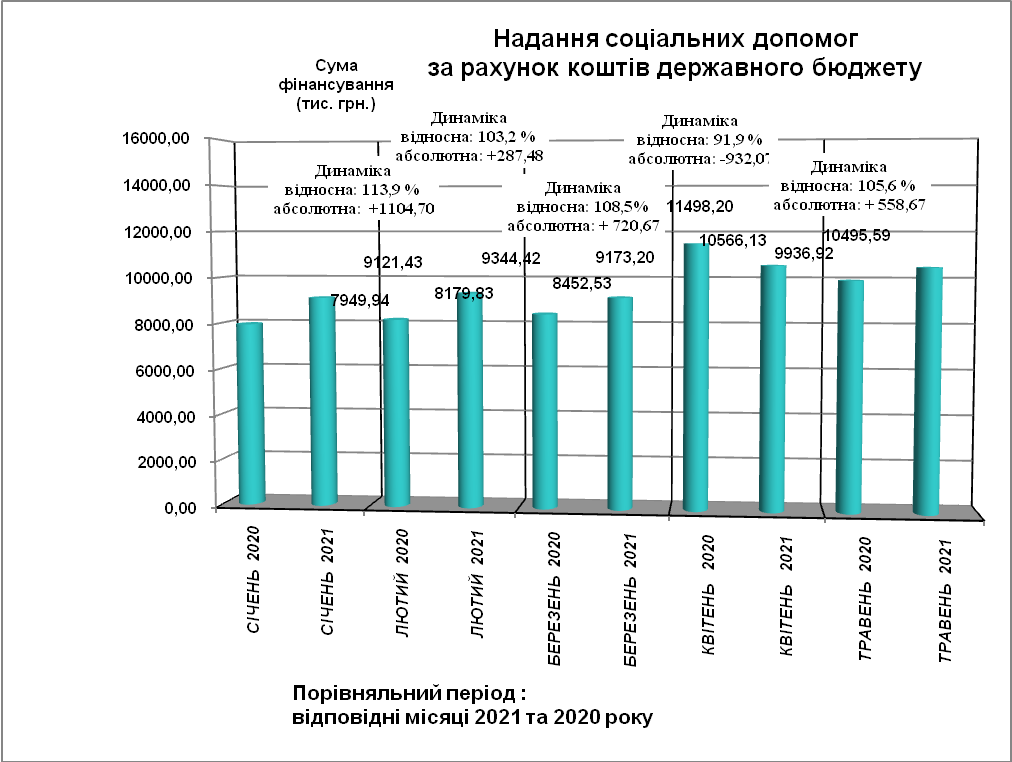 Надання соціальних допомог
за рахунок коштів державного бюджету
Сума
фінансування
(тис. грн.)
Динаміка
відносна: 113,9 %
абсолютна: +1104,70
Динаміка
відносна: 103,2 %
абсолютна: +287,48
Динаміка
відносна: 108,5%
абсолютна: + 720,67
Динаміка
відносна: 91,9 %
абсолютна: -932,07
Динаміка
відносна: 105,6 %
абсолютна: + 558,67
16000,00
14000,00
12000,00
10000,00
8000,00
6000,00
4000,00
2000,00
0,00
7949,94
9121,43
8179,83
9344,42
8452,53
9173,20
11498,20
10566,13
9936,92
10495,59
СІЧЕНЬ 2020
СІЧЕНЬ 2021
ЛЮТИЙ 2020
ЛЮТИЙ 2021
БЕРЕЗЕНЬ 2020
БЕРЕЗЕНЬ 2021
КВІТЕНЬ 2020
КВІТЕНЬ 2021
ТРАВЕНЬ 2020
ТРАВЕНЬ 2021
Порівняльний період :
відповідні місяці 2021 та 2020 року